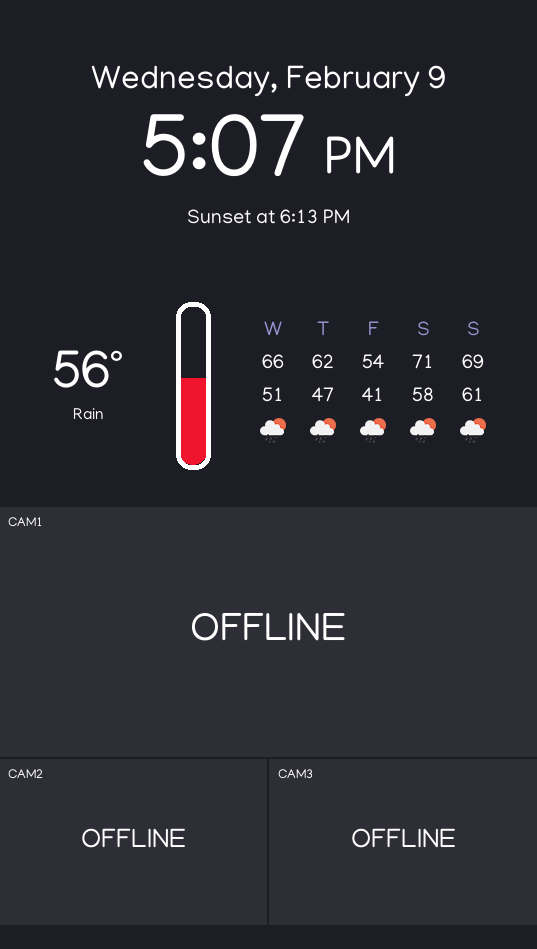 Wednesday, February 9
5:07 PM
Sunset at 6:13 PM
56°
Rain
W T F S S
66 62 54 71 69
51 47 41 58 61
CAM1
OFFLINE
CAM2
OFFLINE
CAM3
OFFLINE